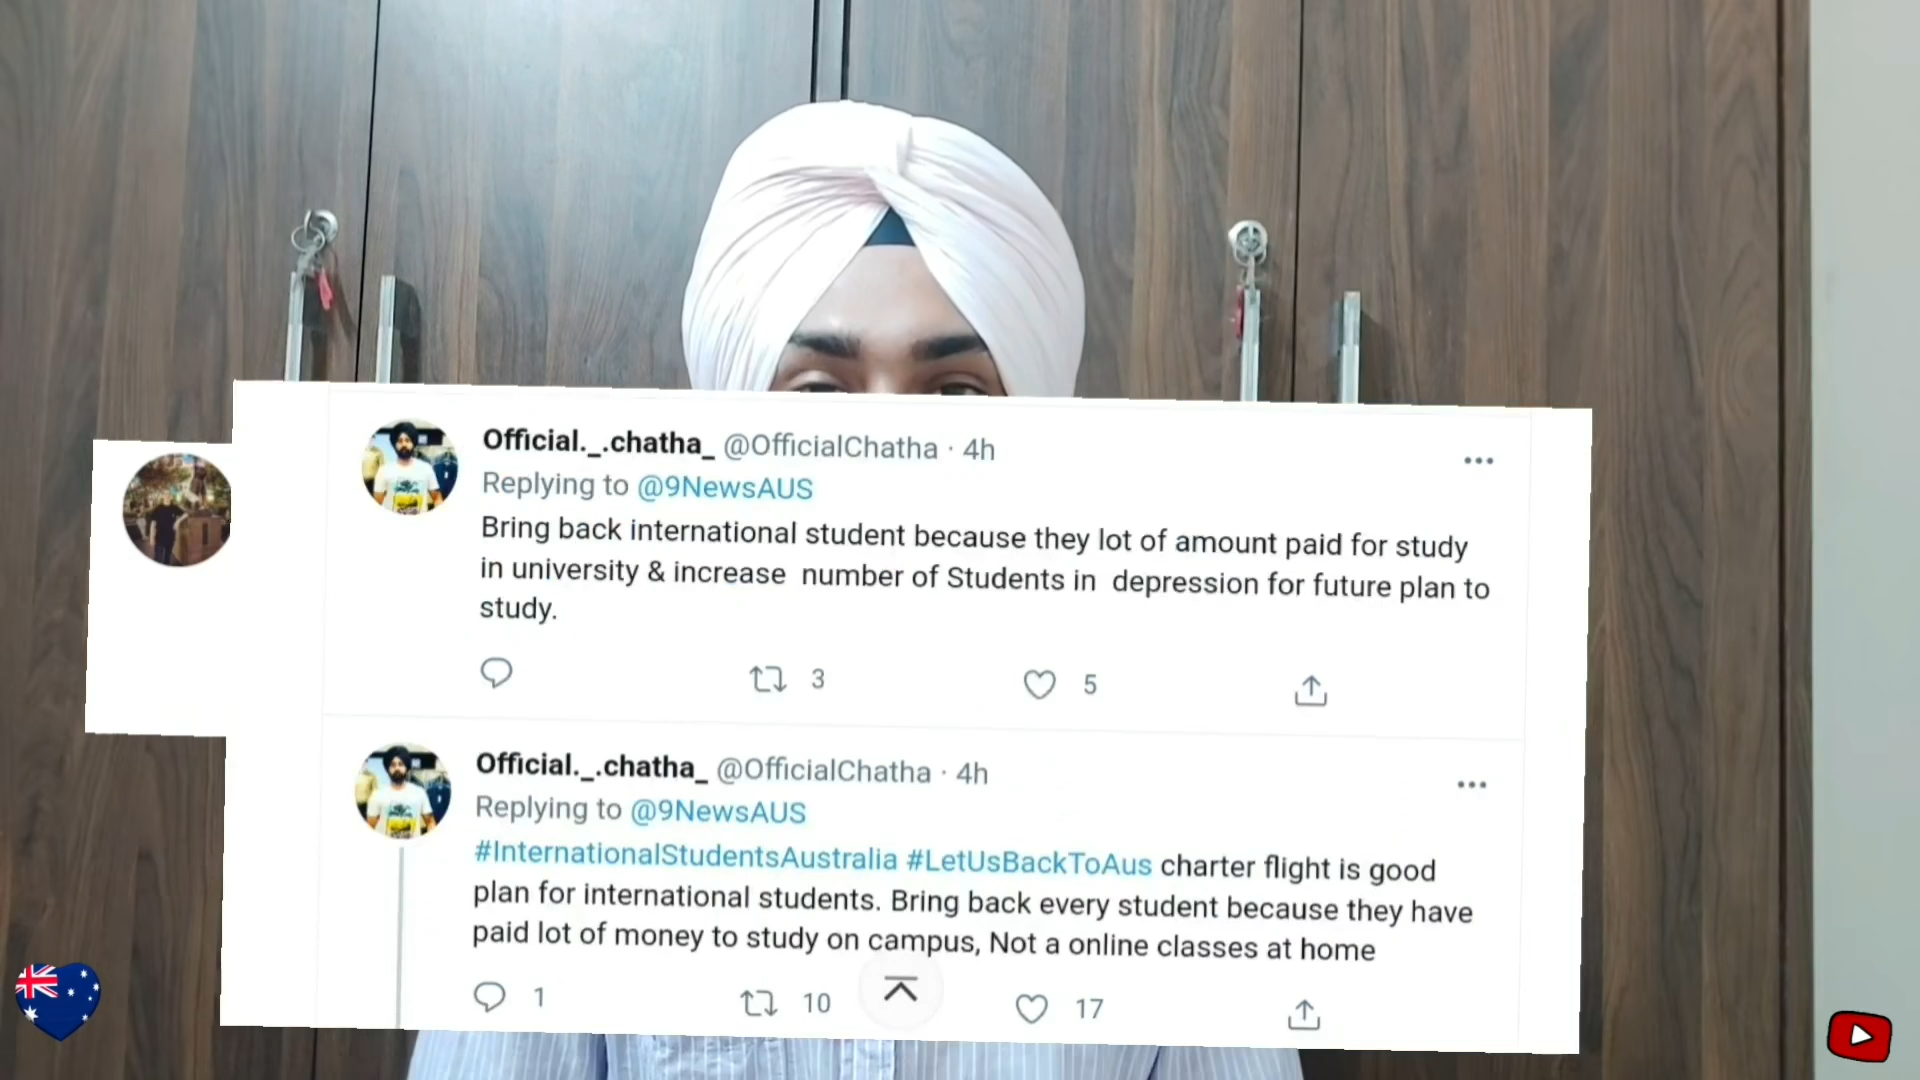 Official._.chatha_ @OfficialChatha · 4h
Replying to @9NewsAUS
Bring back international student because they lot of amount paid for study
in university & increase  number of Students in  depression for future plan to
study.
3
5
Official._.chatha_ @OfficialChatha · 4h
Replying to @9NewsAUS
#InternationalStudentsAustralia #LetUsBackToAus charter flight is good
plan for international students. Bring back every student because they have
paid lot of money to study on campus, Not a online classes at home
1
10
17